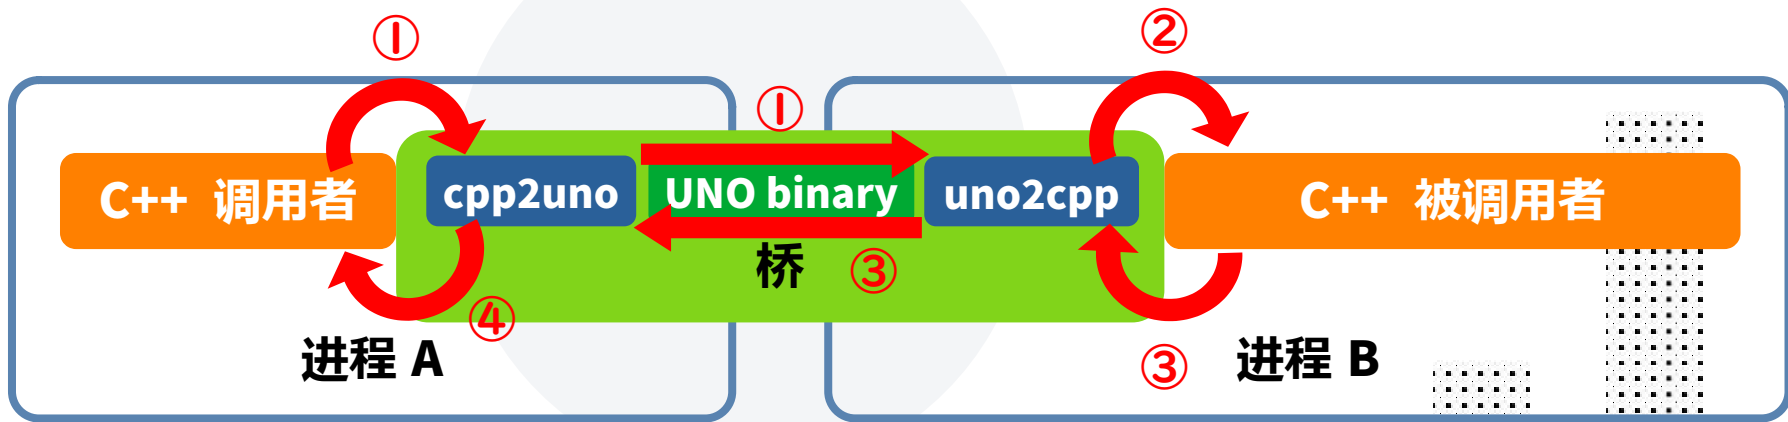 ①
②
①
C++ 调用者
cpp2uno
UNO binary
uno2cpp
C++ 被调用者
桥
③
④
进程 A
③
进程 B